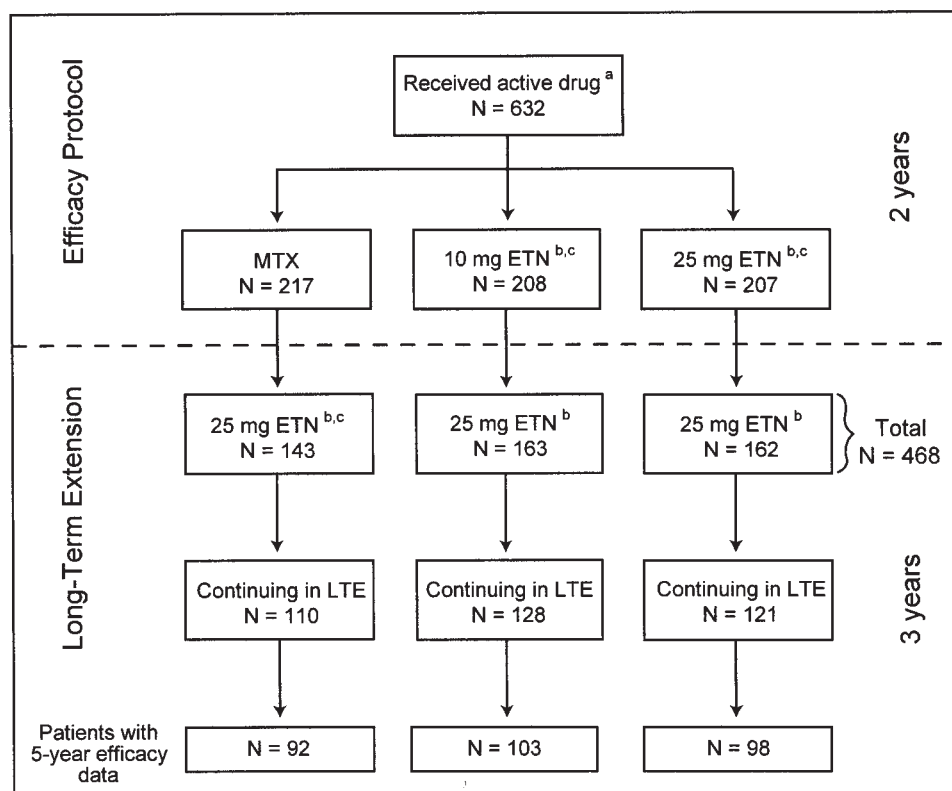 Efficacy Protocol
Received active drug a
N = 632
2 years
MTX
N = 217
10 mg ETN b,c
N = 208
25 mg ETN b,c
N = 207
Long-Term Extension
25 mg ETN b,c
N = 143
25 mg ETN b
N = 163
25 mg ETN b
N = 162
Total
N = 468
3 years
Continuing in LTE
N = 110
Continuing in LTE
N = 128
Continuing in LTE
N = 121
Patients with
5-year efficacy
data
N = 92
N = 103
N = 98